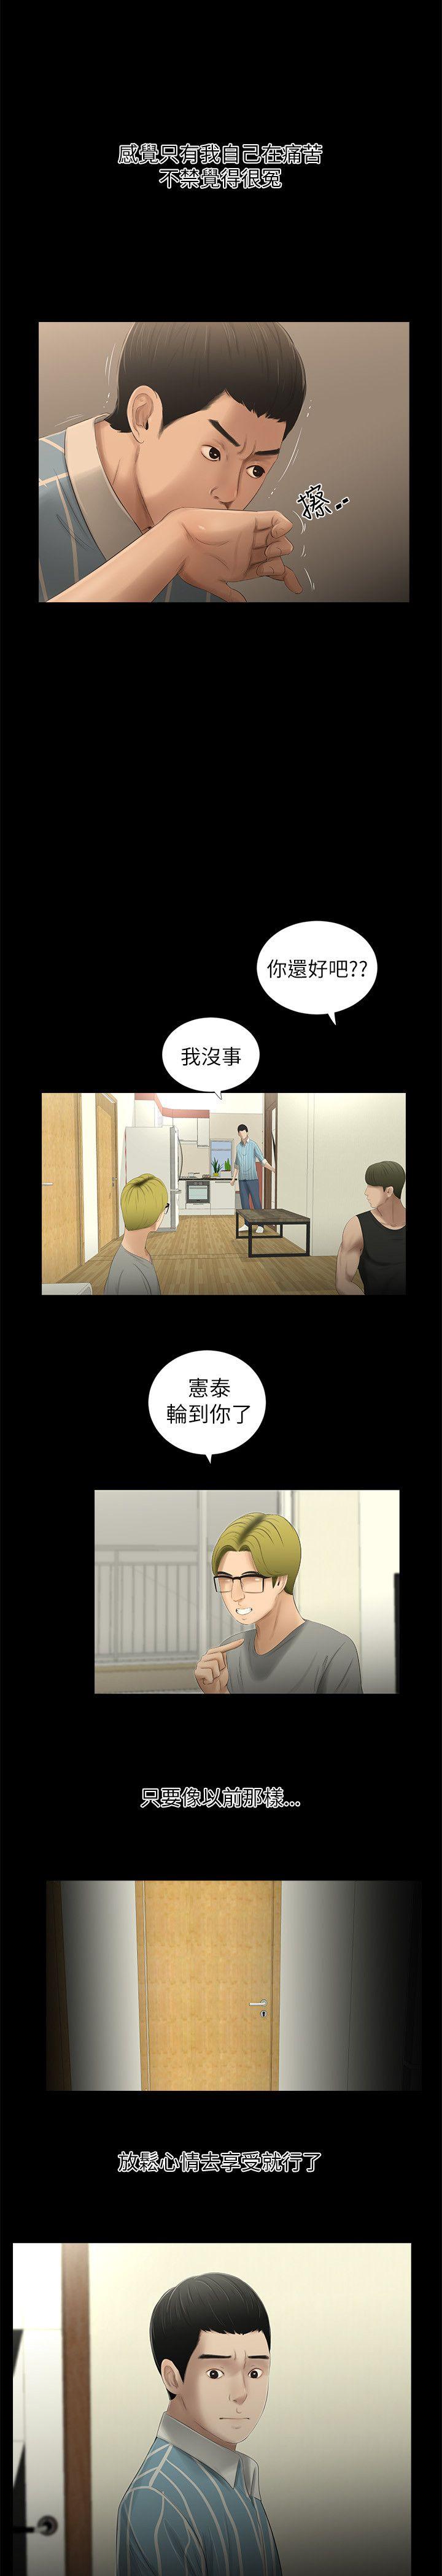 感覺只有我自己在痛苦
不禁覺得很冤
擦··
你還好吧??
我沒事
憲泰
輪到你了
只要像以前那樣...
放鬆心情去享受就行了